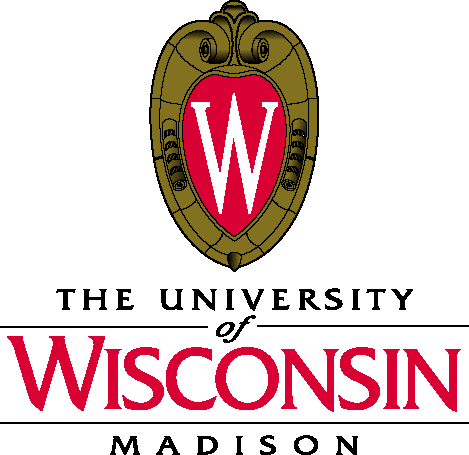 W
THE UNIVERSITY
of
WISCONSIN
MADISON